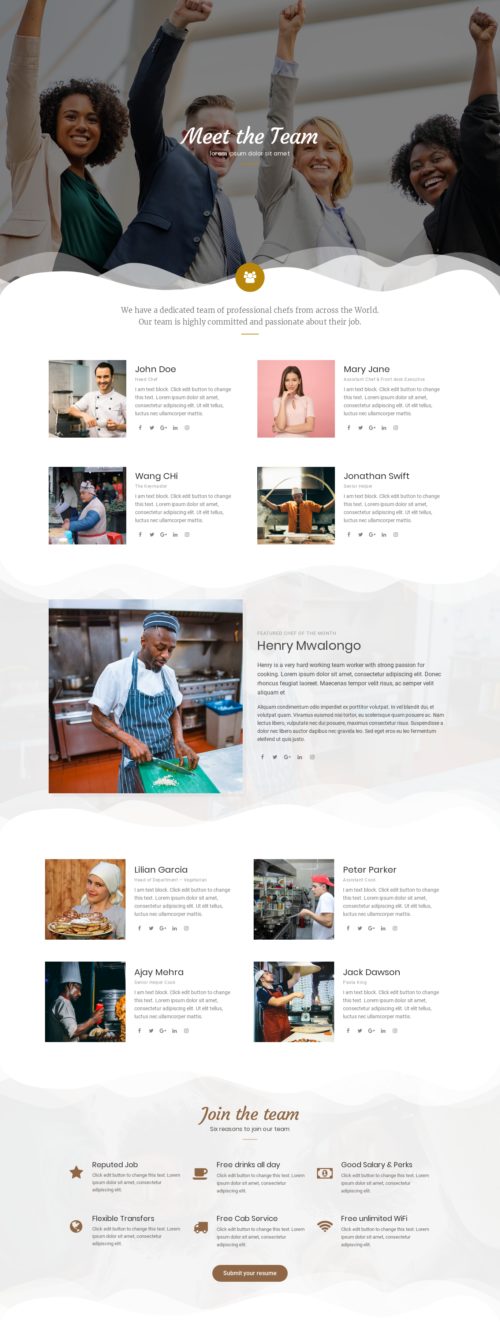 Meet the Team
lorem ipsum dolor sit amet
We have a dedicated team of professional chefs from across the World.
Our team is highly committed and passionate about their job.
John Doe
Head Chef
I am text block. Click edit button to change
this text. Lorem ipsum dolor sit amet,
consectetur adipiscing elit. Ut elit tellus,
luctus nec ullamcorper mattis.
Mary Jane
Assistant Chef & Front desk Executive
I am text block. Click edit button to change
this text. Lorem ipsum dolor sit amet,
consectetur adipiscing elit. Ut elit tellus,
luctus nec ullamcorper mattis.
Wang CHi
The Keymaster
I am text block. Click edit button to change
this text. Lorem ipsum dolor sit amet,
consectetur adipiscing elit. Ut elit tellus,
luctus nec ullamcorper mattis.
Jonathan Swift
Senior Helper
I am text block. Click edit button to change
this text. Lorem ipsum dolor sit amet,
consectetur adipiscing elit. Ut elit tellus,
luctus nec ullamcorper mattis.
FEATURED CHEF OF THE MONTH
Henry Mwalongo
Henry is a very hard working team worker with strong passion for
cooking. Lorem ipsum dolor sit amet, consectetur adipiscing elit. Donec
rhoncus feugiat laoreet. Maecenas tempor velit risus, ac semper velit
aliquam et
Aliquam condimentum odio imperdiet ex porttitor volutpat. In vel blandit dui, et
volutpat quam. Vivamus euismod nisi tortor, eu scelerisque quam posuere ac. Nam
lectus libero, vulputate nec dui posuere, maximus consectetur risus. Suspendisse a
dolor nec libero auctor dapibus nec gravida leo. Sed eget eros eu leo fermentum
eleifend ut quis justo.
Lilian Garcia
Head of Department – Vegetarian
I am text block. Click edit button to change
this text. Lorem ipsum dolor sit amet,
consectetur adipiscing elit. Ut elit tellus,
luctus nec ullamcorper mattis.
Peter Parker
Assistant Cook
I am text block. Click edit button to change
this text. Lorem ipsum dolor sit amet,
consectetur adipiscing elit. Ut elit tellus,
luctus nec ullamcorper mattis.
Ajay Mehra
Senior Helper Cook
I am text block. Click edit button to change
this text. Lorem ipsum dolor sit amet,
consectetur adipiscing elit. Ut elit tellus,
luctus nec ullamcorper mattis.
Jack Dawson
Pasta King
I am text block. Click edit button to change
this text. Lorem ipsum dolor sit amet,
consectetur adipiscing elit. Ut elit tellus,
luctus nec ullamcorper mattis.
Join the team
Six reasons to join our team
Reputed Job
Click edit button to change this text. Lorem
ipsum dolor sit amet, consectetur
adipiscing elit.
Free drinks all day
Click edit button to change this text. Lorem
ipsum dolor sit amet, consectetur
adipiscing elit.
Good Salary & Perks
Click edit button to change this text. Lorem
ipsum dolor sit amet, consectetur
adipiscing elit.
Flexible Transfers
Click edit button to change this text. Lorem
ipsum dolor sit amet, consectetur
adipiscing elit.
Free Cab Service
Click edit button to change this text. Lorem
ipsum dolor sit amet, consectetur
adipiscing elit.
Free unlimited WiFi
Click edit button to change this text. Lorem
ipsum dolor sit amet, consectetur
adipiscing elit.
Submit your resume